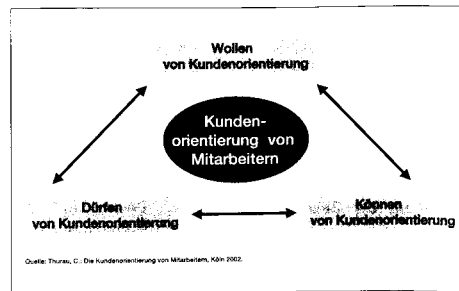 Wollen
von Kundenorientierung
Kunden-
orientierung von
Mitarbeitern
Dürfen
von Kundenorientierung
Können
von Kundenorientierung
Quelle: Thurau, C.: Die Kundenorientierung von Mitarbeitern, Köln 2002.